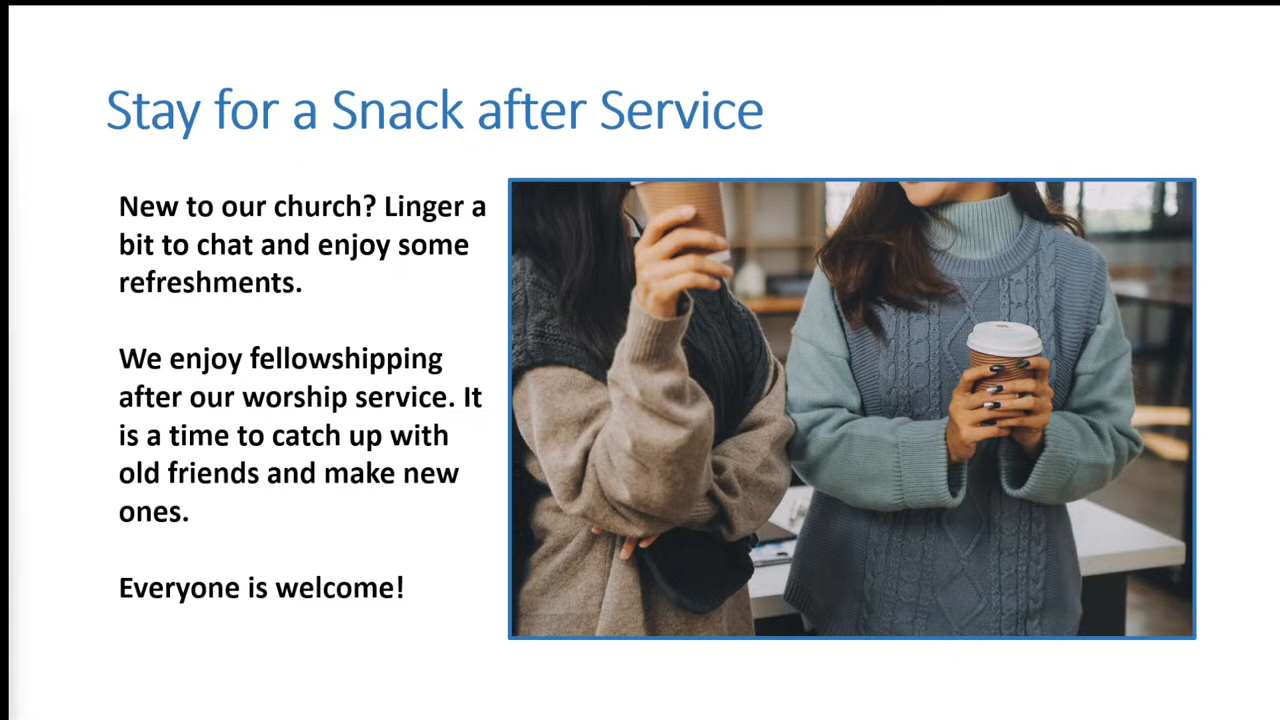 Stay for a Snack after Service
New to our church? Linger a
bit to chat and enjoy some
refreshments.
We enjoy fellowshipping
after our worship service. It
is a time to catch up with
old friends and make new
ones.
Everyone is welcome!